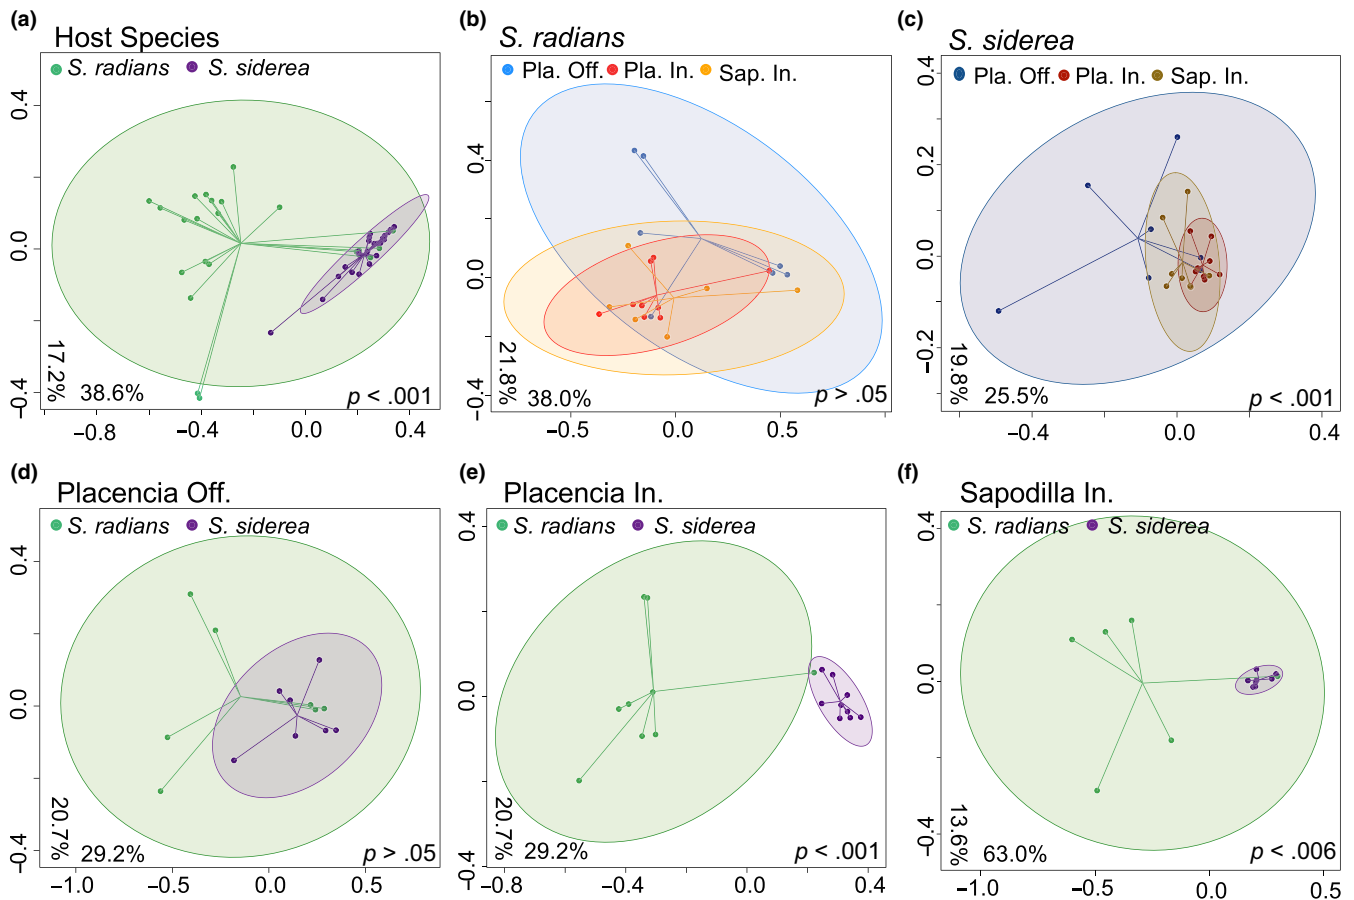 (a)
Host Species
S. radians S. siderea
0.4
0.0
−0.4
17.2%
38.6%
p < .001
−0.8 −0.4 0.0 0.4
(b)
S. radians
Pla. Off. Pla. In. Sap. In.
0.4
0.0
−0.4
21.8%
38.0%
p > .05
−0.5 0.0 0.5
(c)
S. siderea
Pla. Off. Pla. In. Sap. In.
0.4
0.2
0.0
−0.2
19.8%
25.5%
p < .001
−0.4 0.0 0.4
(d)
Placencia Off.
S. radians S. siderea
0.4
0.0
−0.4
20.7%
29.2%
p > .05
−1.0 −0.5 0.0 0.5
(e)
Placencia In.
S. radians S. siderea
0.4
0.0
−0.4
20.7%
29.2%
p < .001
−0.8 −0.4 0.0 0.4
(f)
Sapodilla In.
S. radians S. siderea
0.4
0.0
−0.4
13.6%
63.0%
p < .006
−1.0 −0.5 0.0 0.5